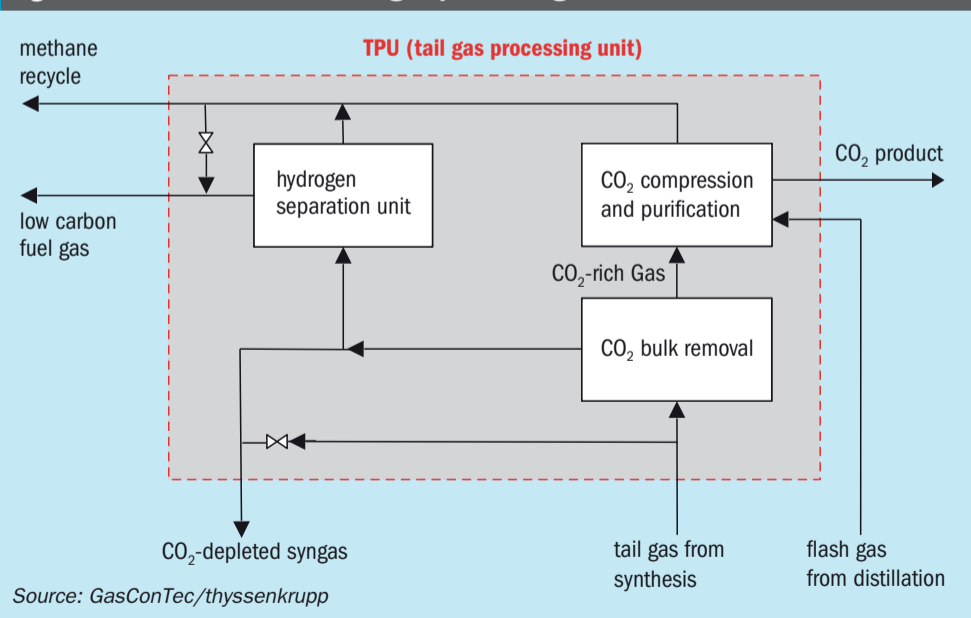 methane
recycle
TPU (tail gas processing unit)
hydrogen
separation unit
CO₂ compression
and purification
CO₂ product
low carbon
fuel gas
CO₂-rich Gas
CO₂ bulk removal
CO₂-depleted syngas
tail gas from
synthesis
flash gas
from distillation
Source: GasConTec/thyssenkrupp